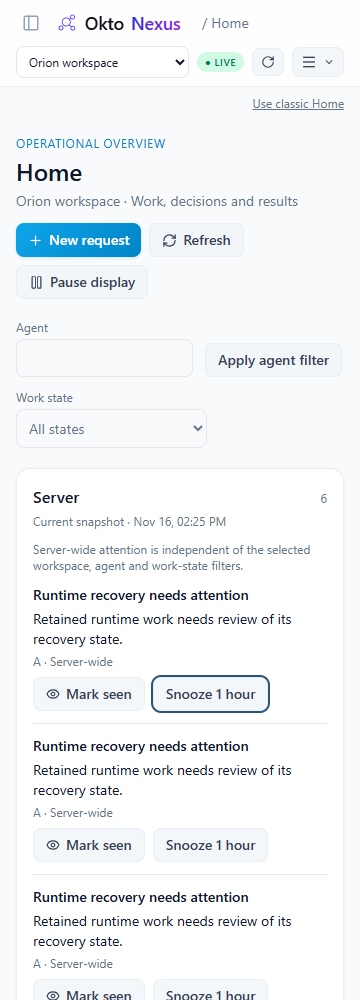 Okto Nexus / Home
Orion workspace
LIVE
Use classic Home
OPERATIONAL OVERVIEW
Home
Orion workspace · Work, decisions and results
New request
Refresh
Pause display
Agent
Apply agent filter
Work state
All states
Server
6
Current snapshot · Nov 16, 02:25 PM
Server-wide attention is independent of the selected
workspace, agent and work-state filters.
Runtime recovery needs attention
Retained runtime work needs review of its
recovery state.
A · Server-wide
Mark seen
Snooze 1 hour
Runtime recovery needs attention
Retained runtime work needs review of its
recovery state.
A · Server-wide
Mark seen
Snooze 1 hour
Runtime recovery needs attention
Retained runtime work needs review of its
recovery state.
A · Server-wide
Mark seen
Snooze 1 hour